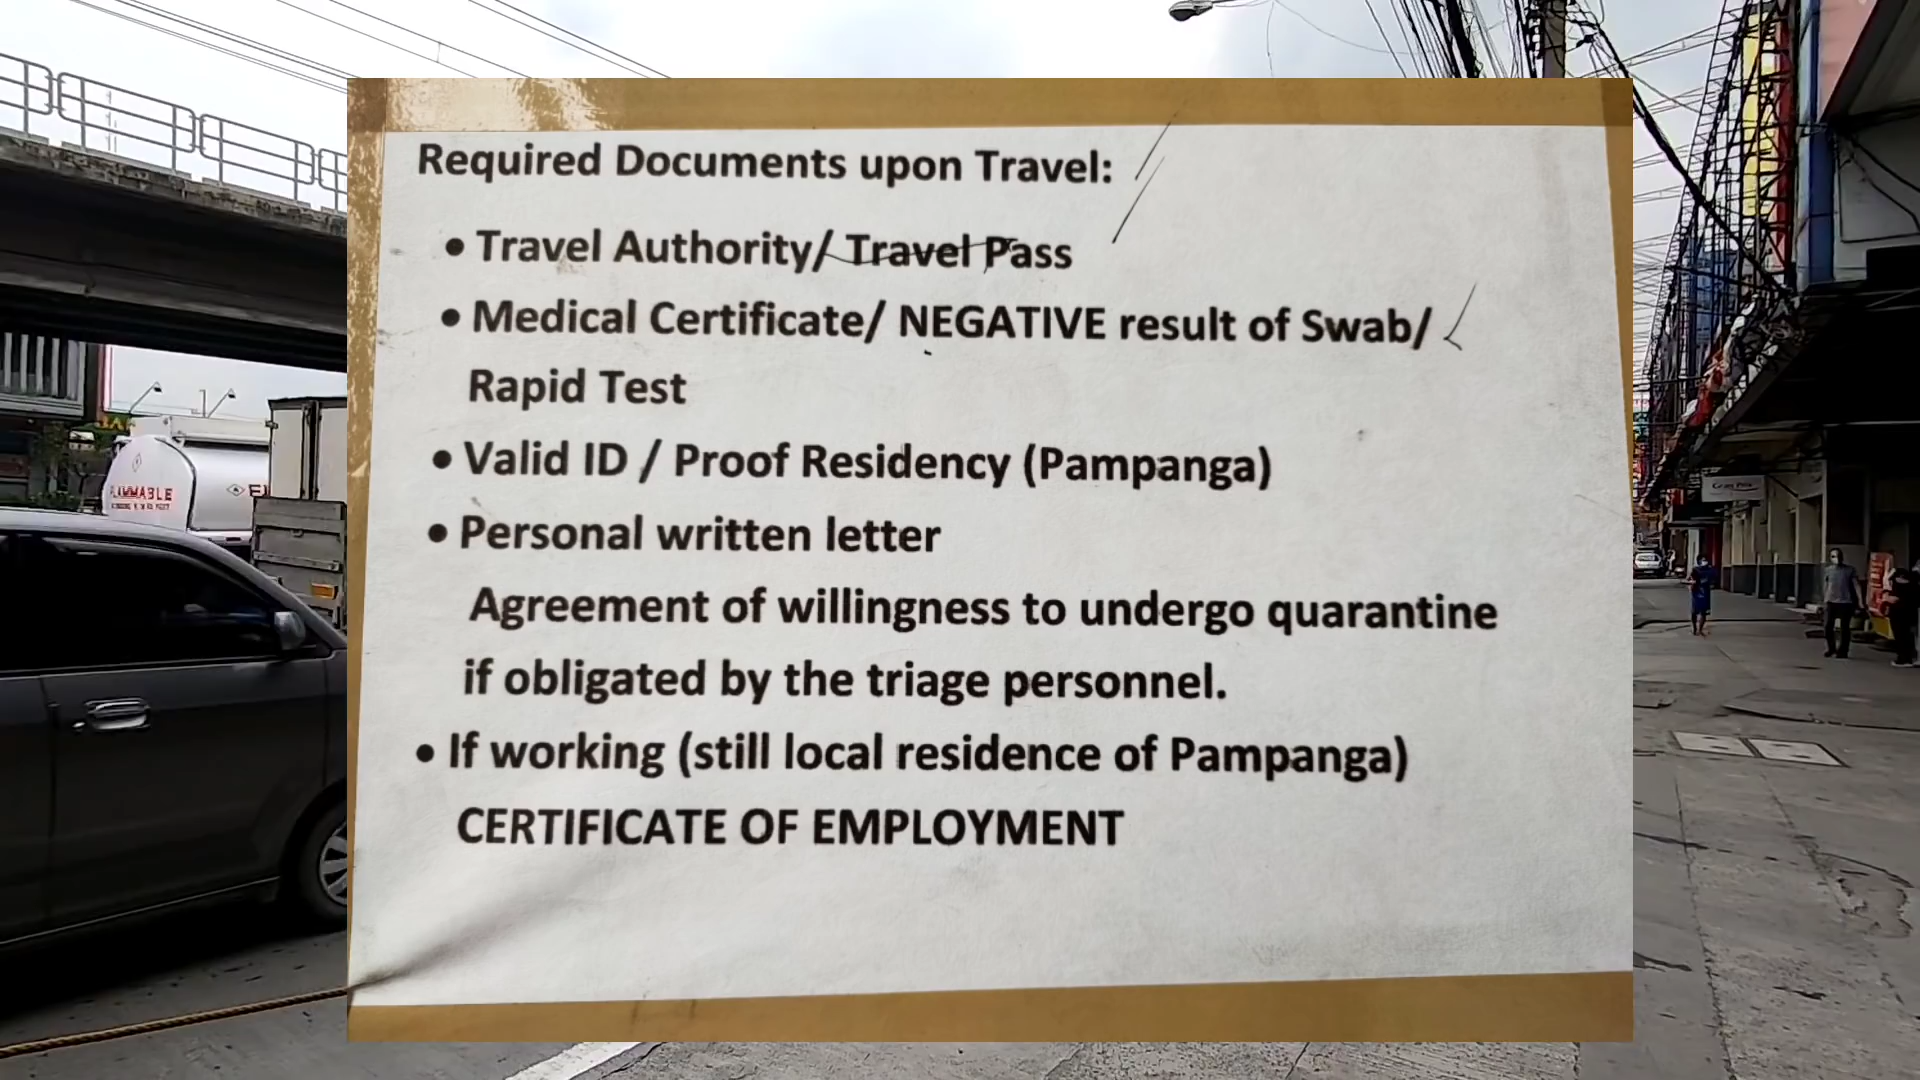 Required Documents upon Travel:
• Travel Authority/ Travel Pass
• Medical Certificate/ NEGATIVE result of Swab/
Rapid Test
• Valid ID / Proof Residency (Pampanga)
• Personal written letter
Agreement of willingness to undergo quarantine
if obligated by the triage personnel.
• If working (still local residence of Pampanga)
CERTIFICATE OF EMPLOYMENT
FLAMMABLE